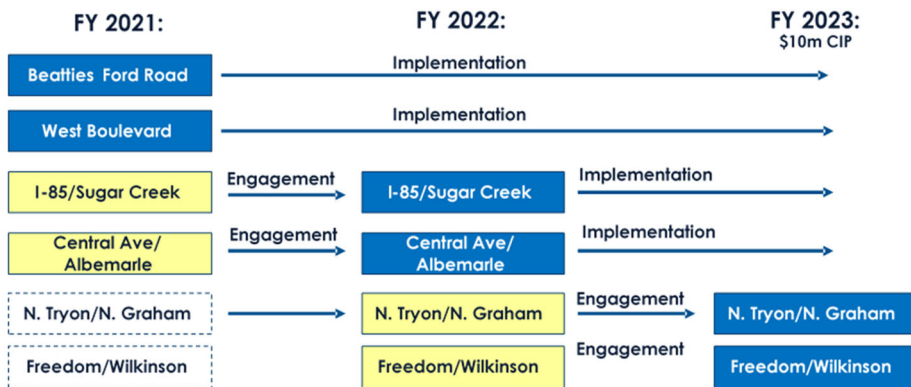 FY 2021:
FY 2022:
FY 2023:
$10m CIP
Beatties Ford Road
Implementation
West Boulevard
Implementation
I-85/Sugar Creek
Engagement
I-85/Sugar Creek
Implementation
Central Ave/
Albemarle
Engagement
Central Ave/
Albemarle
Implementation
N. Tryon/N. Graham
N. Tryon/N. Graham
Engagement
N. Tryon/N. Graham
Freedom/Wilkinson
Freedom/Wilkinson
Engagement
Freedom/Wilkinson